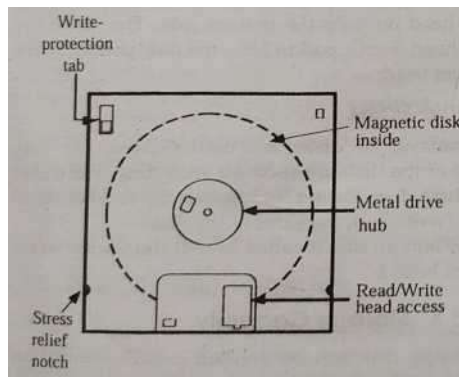 Write-
protection
tab
Magnetic disk
inside
Metal drive
hub
Read/Write
head access
Stress
relief
notch